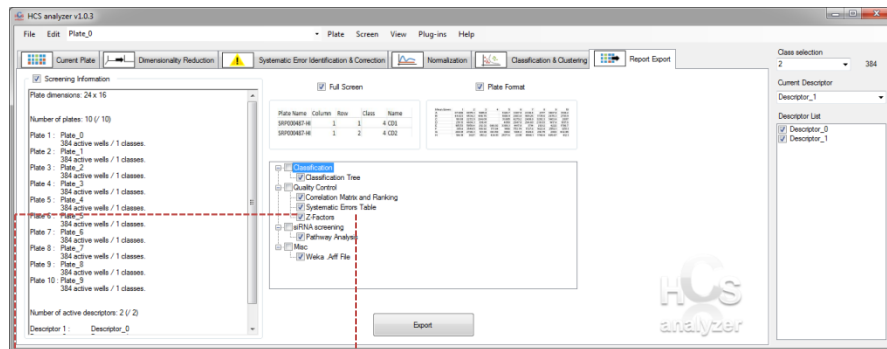 HCS analyzer v1.0.3
File Edit Plate_0 Plate Screen View Plug-ins Help
Current Plate Dimensionality Reduction Systematic Error Identification & Correction Normalization Classification & Clustering Report Export
Class selection
2 384
Current Descriptor
Descriptor_1
Descriptor List
Descriptor_0
Descriptor_1
Screening Information
Plate dimensions: 24 x 16
Number of plates: 10 (/ 10)
Plate 1 : Plate_0
384 active wells / 1 classes.
Plate 2 : Plate_1
384 active wells / 1 classes.
Plate 3 : Plate_2
384 active wells / 1 classes.
Plate 4 : Plate_3
384 active wells / 1 classes.
Plate 5 : Plate_4
384 active wells / 1 classes.
Plate 6 : Plate_5
384 active wells / 1 classes.
Plate 7 : Plate_6
384 active wells / 1 classes.
Plate 8 : Plate_7
384 active wells / 1 classes.
Plate 9 : Plate_8
384 active wells / 1 classes.
Plate 10 : Plate_9
384 active wells / 1 classes.
Number of active descriptors: 2 (/ 2)
Descriptor 1 : Descriptor_0
Full Screen
Plate Format
Plate Name Column Row Class Name
SRP000487-HI 1 1 4 CD1
SRP000487-HI 1 2 4 CD2
Classification
Classification Tree
Quality Control
Correlation Matrix and Ranking
Systematic Errors Table
Z-Factors
siRNA screening
Pathway Analysis
Misc
Weka .Arff File
Export
HCS
analyzer